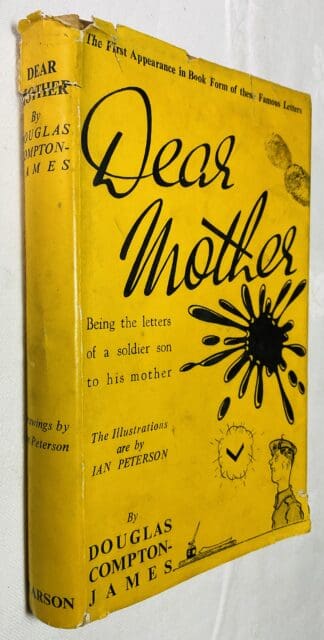 The First Appearance in Book Form of these Famous Letters
Dear
Mother
Being the letters
of a soldier son
to his mother
The Illustrations
are by
IAN PETERSON
By
DOUGLAS
COMPTON-
JAMES
DEAR
MOTHER
By
DOUGLAS
COMPTON-
JAMES
rawings by
n Peterson
EARSON